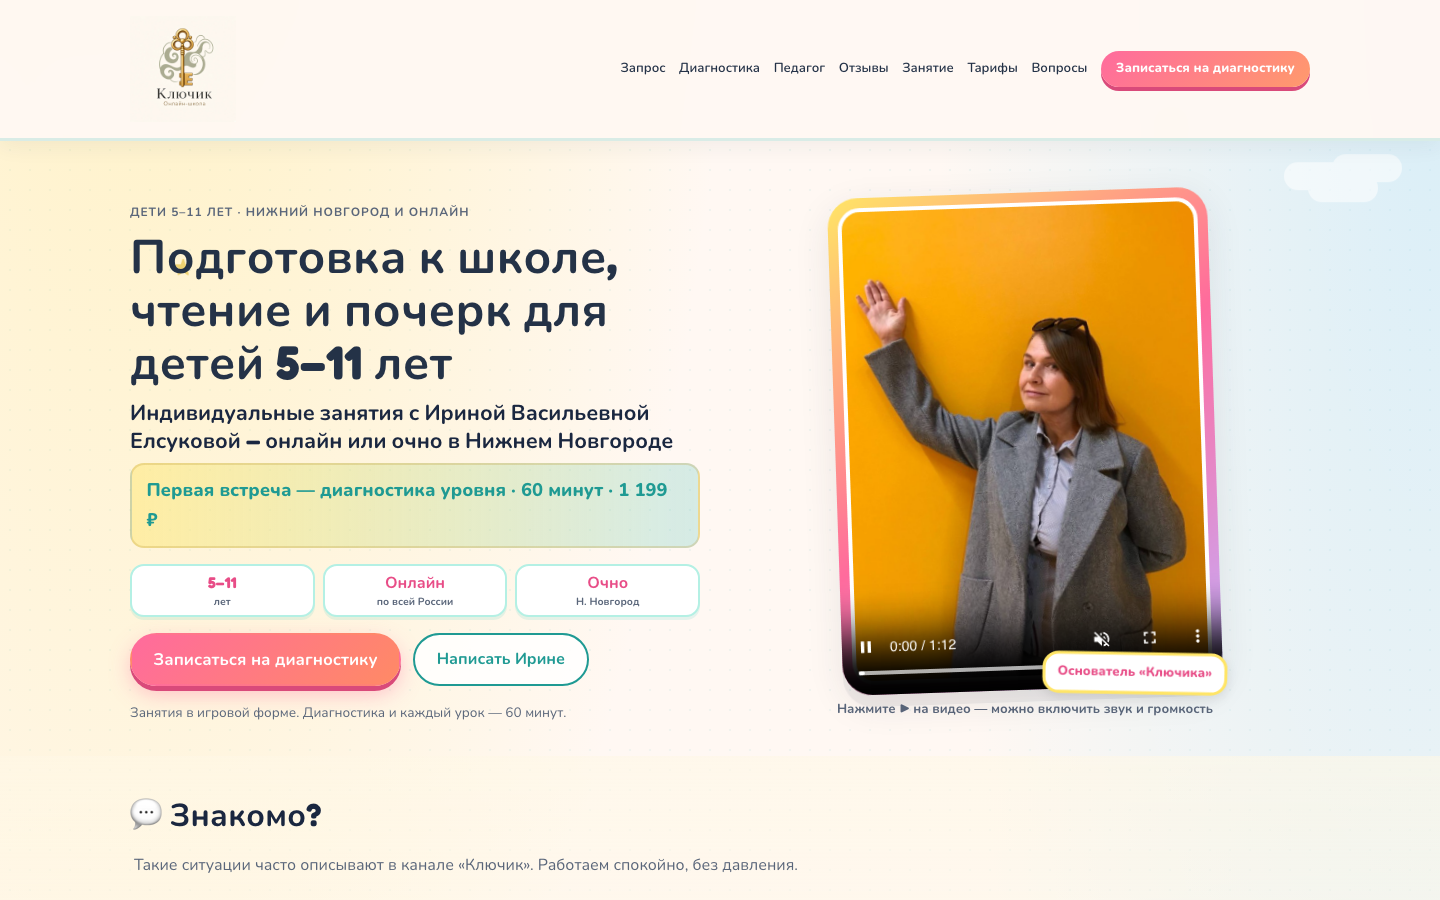 Ключик
Онлайн-школа
Запрос Диагностика Педагог Отзывы Занятие Тарифы Вопросы Записаться на диагностику
ДЕТИ 5–11 ЛЕТ · НИЖНИЙ НОВГОРОД И ОНЛАЙН
Подготовка к школе,
чтение и почерк для
детей 5–11 лет
Индивидуальные занятия с Ириной Васильевной
Елсуковой — онлайн или очно в Нижнем Новгороде
Первая встреча — диагностика уровня · 60 минут · 1 199
₽
5–11
лет
Онлайн
по всей России
Очно
Н. Новгород
Записаться на диагностику
Написать Ирине
Занятия в игровой форме. Диагностика и каждый урок — 60 минут.
0:00 / 1:12
Основатель «Ключика»
Нажмите ▶ на видео — можно включить звук и громкость
Знакомо?
Такие ситуации часто описывают в канале «Ключик». Работаем спокойно, без давления.